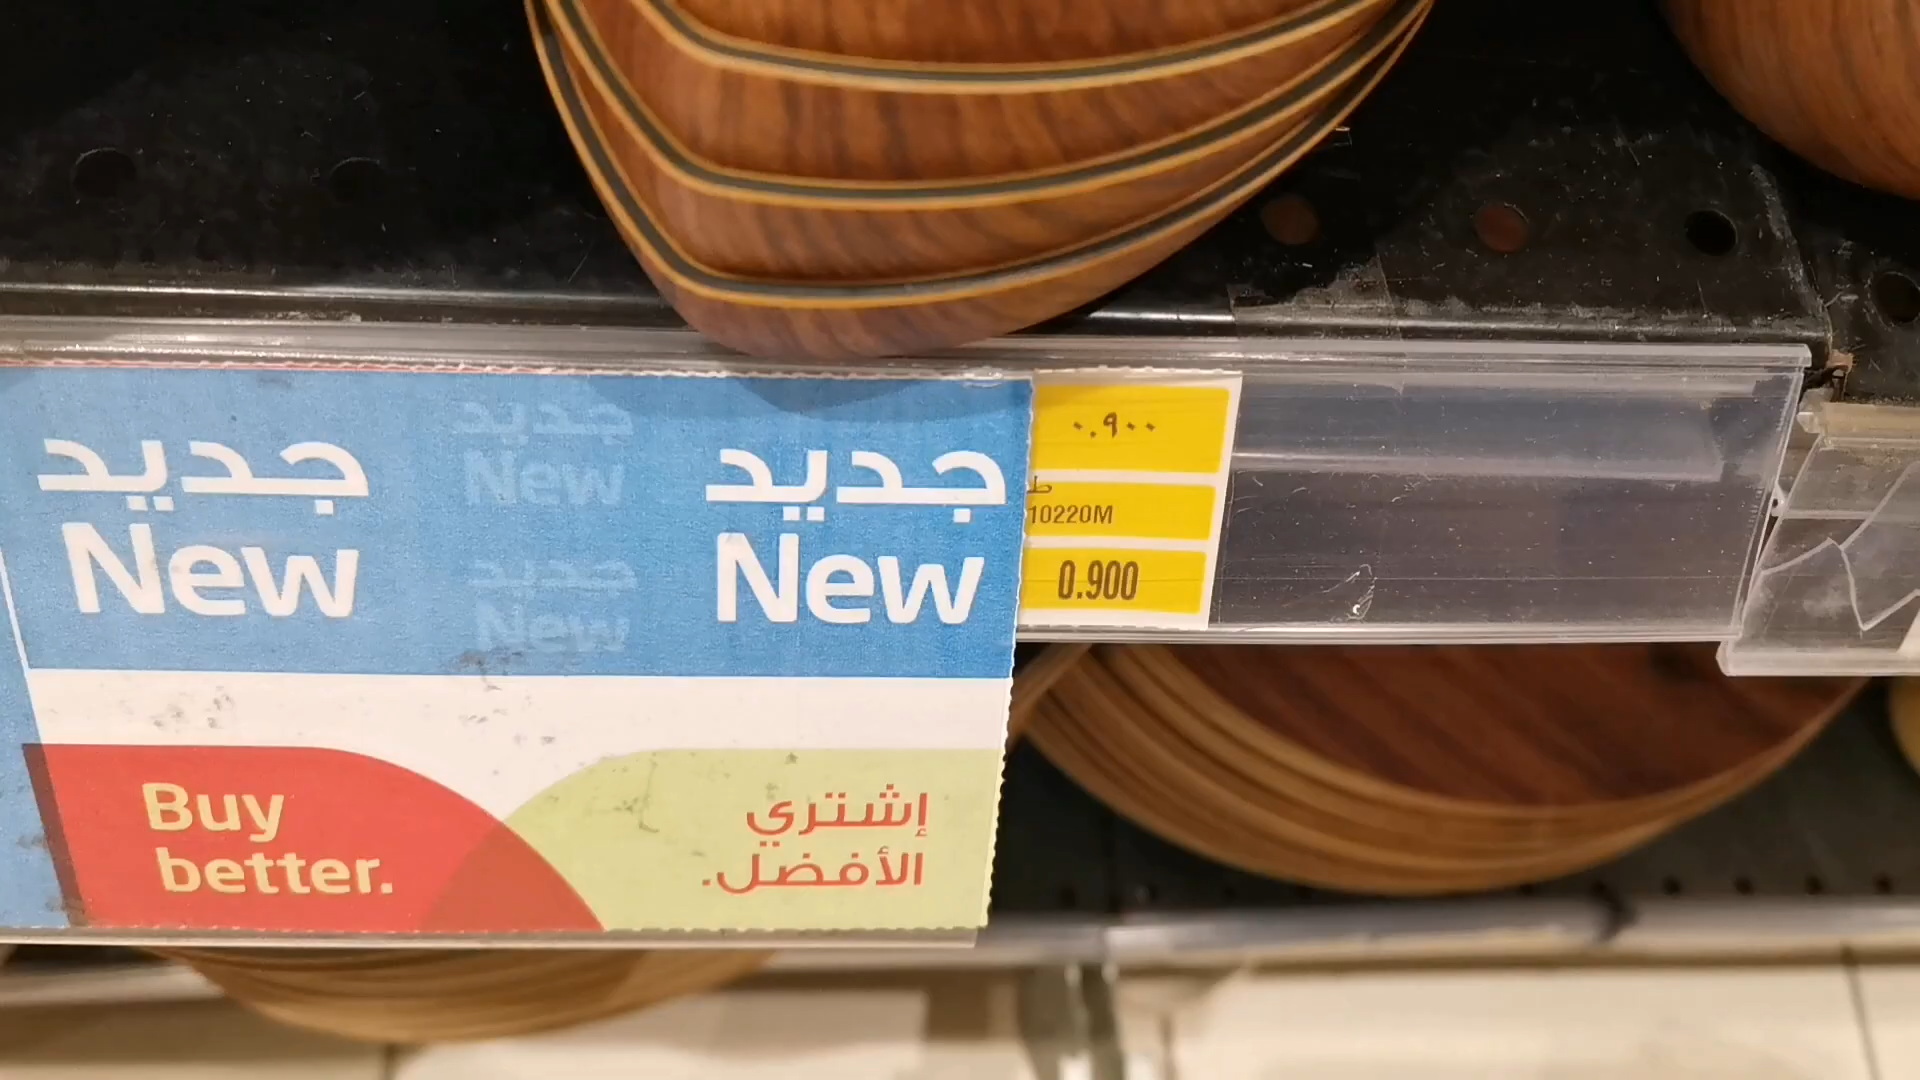 جديد
New
جديد
New
جديد
New
جديد
New
٠.٩٠٠
ط
10220M
0.900
Buy
better.
إشتري
الأفضل.